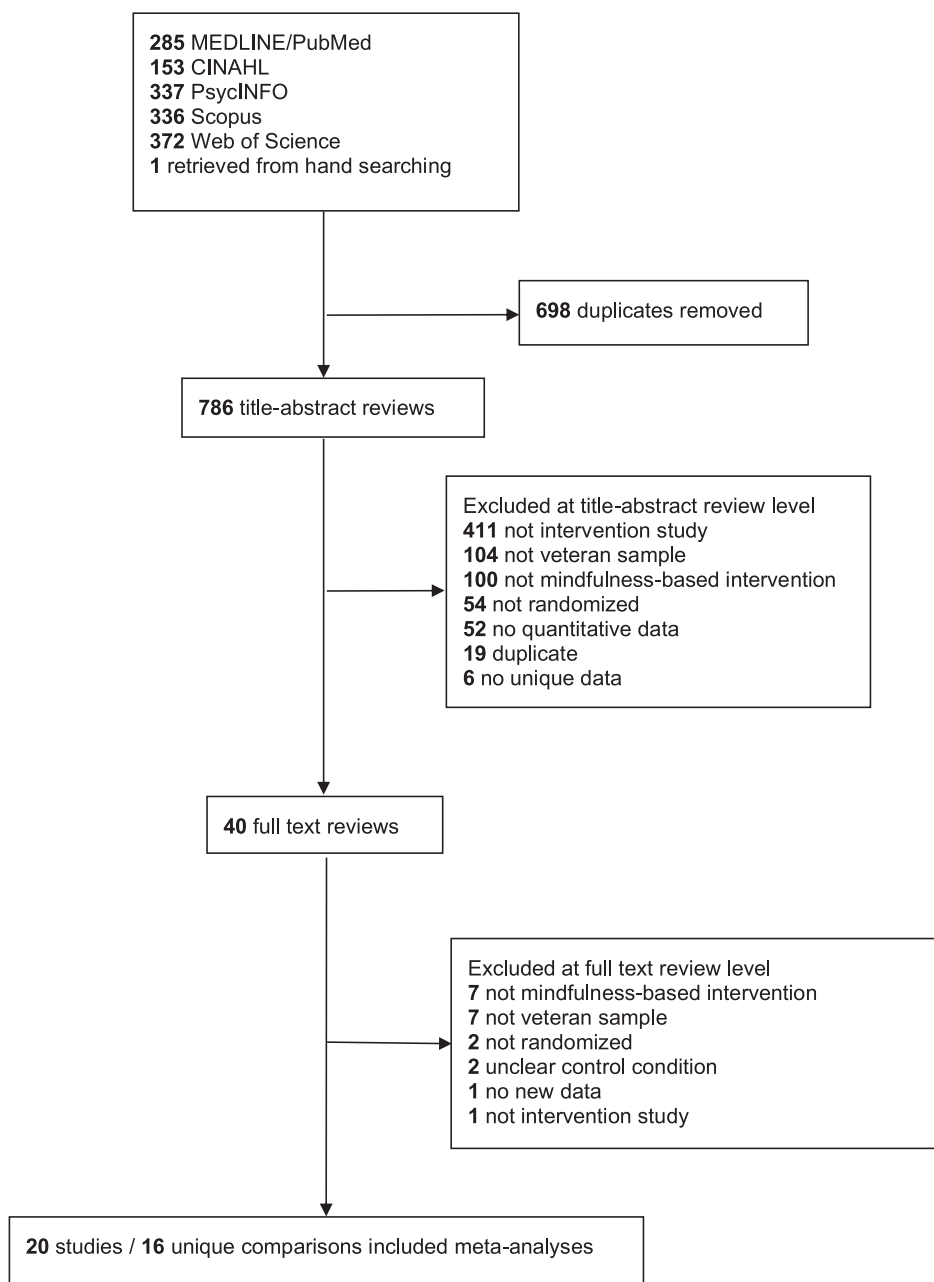 285 MEDLINE/PubMed
153 CINAHL
337 PsycINFO
336 Scopus
372 Web of Science
1 retrieved from hand searching
698 duplicates removed
786 title-abstract reviews
Excluded at title-abstract review level
411 not intervention study
104 not veteran sample
100 not mindfulness-based intervention
54 not randomized
52 no quantitative data
19 duplicate
6 no unique data
40 full text reviews
Excluded at full text review level
7 not mindfulness-based intervention
7 not veteran sample
2 not randomized
2 unclear control condition
1 no new data
1 not intervention study
20 studies / 16 unique comparisons included meta-analyses